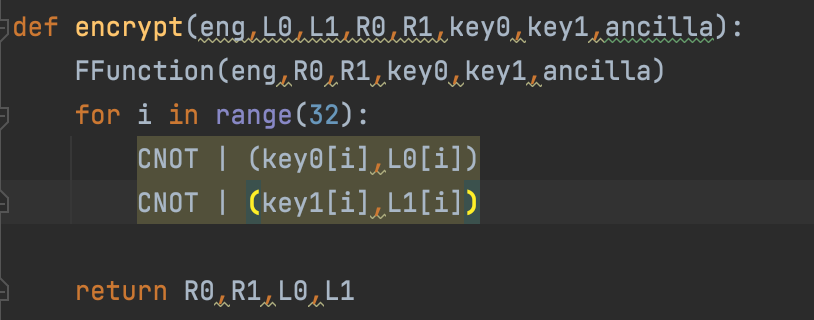 def encrypt(eng,L0,L1,R0,R1,key0,key1,ancilla):
    FFunction(eng,R0,R1,key0,key1,ancilla)
    for i in range(32):
        CNOT | (key0[i],L0[i])
        CNOT | (key1[i],L1[i])
    return R0,R1,L0,L1